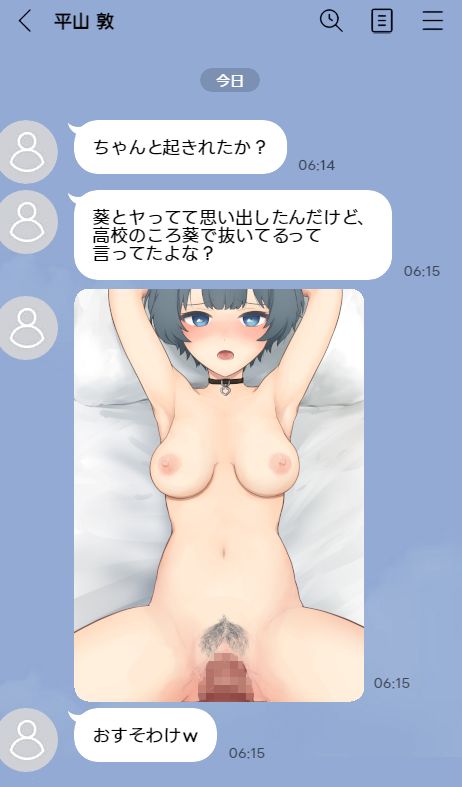 平山 敦
今日
ちゃんと起きれたか？
06:14
葵とヤってて思い出したんだけど、
高校のころ葵で抜いてるって
言ってたよな？
06:15
06:15
おすそわけｗ
06:15